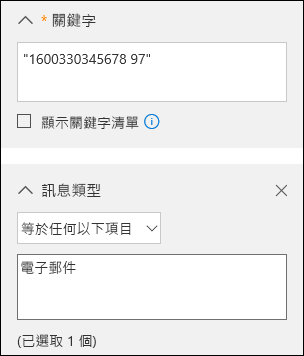 * 關鍵字
"1600330345678 97"
顯示關鍵字清單
訊息類型
等於任何以下項目
電子郵件
(已選取 1 個)